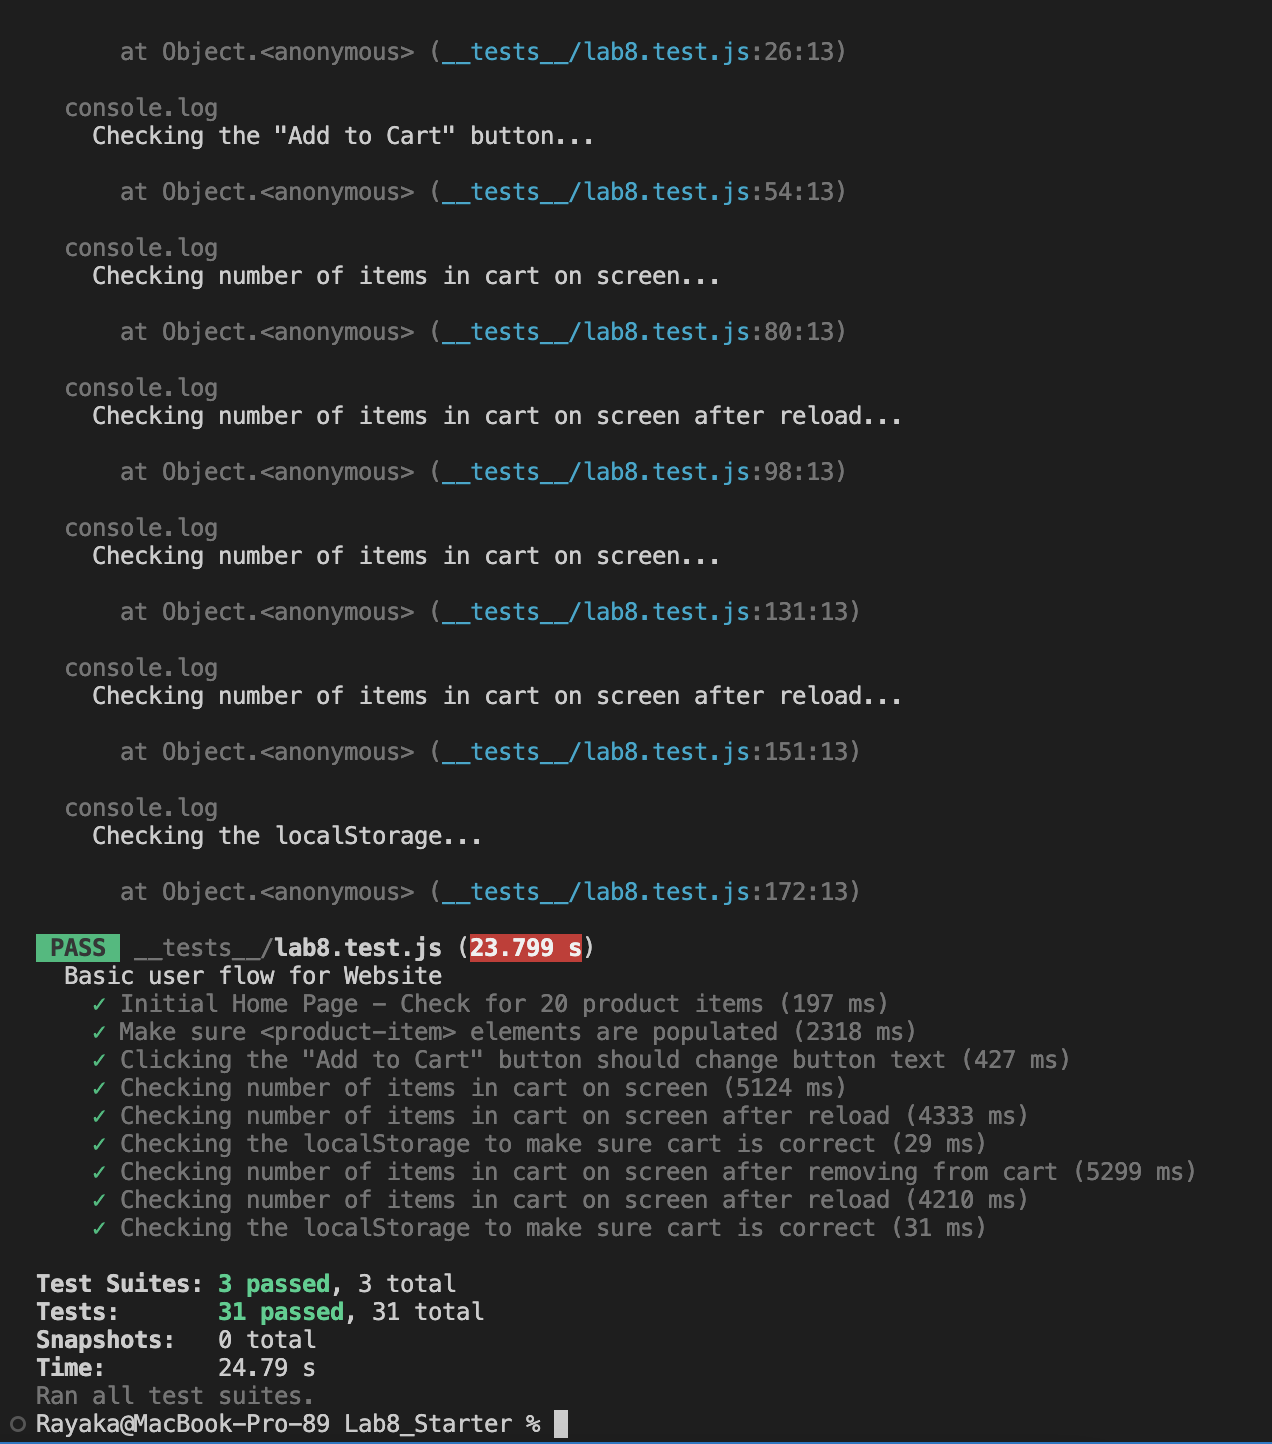 at Object.<anonymous> (__tests__/lab8.test.js:26:13)
console.log
Checking the "Add to Cart" button...
at Object.<anonymous> (__tests__/lab8.test.js:54:13)
console.log
Checking number of items in cart on screen...
at Object.<anonymous> (__tests__/lab8.test.js:80:13)
console.log
Checking number of items in cart on screen after reload...
at Object.<anonymous> (__tests__/lab8.test.js:98:13)
console.log
Checking number of items in cart on screen...
at Object.<anonymous> (__tests__/lab8.test.js:131:13)
console.log
Checking number of items in cart on screen after reload...
at Object.<anonymous> (__tests__/lab8.test.js:151:13)
console.log
Checking the localStorage...
at Object.<anonymous> (__tests__/lab8.test.js:172:13)
PASS __tests__/lab8.test.js (23.799 s)
Basic user flow for Website
✓ Initial Home Page - Check for 20 product items (197 ms)
✓ Make sure <product-item> elements are populated (2318 ms)
✓ Clicking the "Add to Cart" button should change button text (427 ms)
✓ Checking number of items in cart on screen (5124 ms)
✓ Checking number of items in cart on screen after reload (4333 ms)
✓ Checking the localStorage to make sure cart is correct (29 ms)
✓ Checking number of items in cart on screen after removing from cart (5299 ms)
✓ Checking number of items in cart on screen after reload (4210 ms)
✓ Checking the localStorage to make sure cart is correct (31 ms)
Test Suites: 3 passed, 3 total
Tests: 31 passed, 31 total
Snapshots: 0 total
Time: 24.79 s
Ran all test suites.
Rayaka@MacBook-Pro-89 Lab8_Starter %